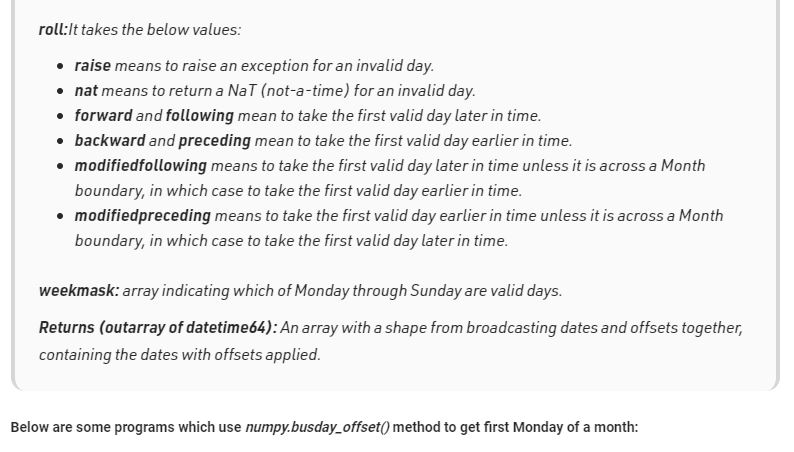 roll:It takes the below values:
raise means to raise an exception for an invalid day.
nat means to return a NaT (not-a-time) for an invalid day.
forward and following mean to take the first valid day later in time.
backward and preceding mean to take the first valid day earlier in time.
modifiedfollowing means to take the first valid day later in time unless it is across a Month
boundary, in which case to take the first valid day earlier in time.
modifiedpreceding means to take the first valid day earlier in time unless it is across a Month
boundary, in which case to take the first valid day later in time.
weekmask: array indicating which of Monday through Sunday are valid days.
Returns (outarray of datetime64): An array with a shape from broadcasting dates and offsets together,
containing the dates with offsets applied.
Below are some programs which use numpy.busday_offset() method to get first Monday of a month: